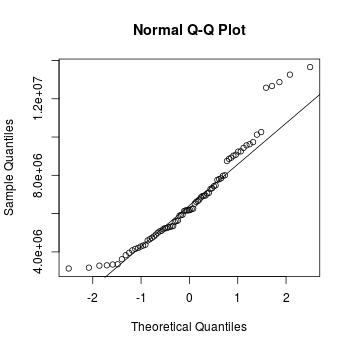 Normal Q-Q Plot
Sample Quantiles
1.2e+07
8.0e+06
4.0e+06
-2 -1 0 1 2
Theoretical Quantiles